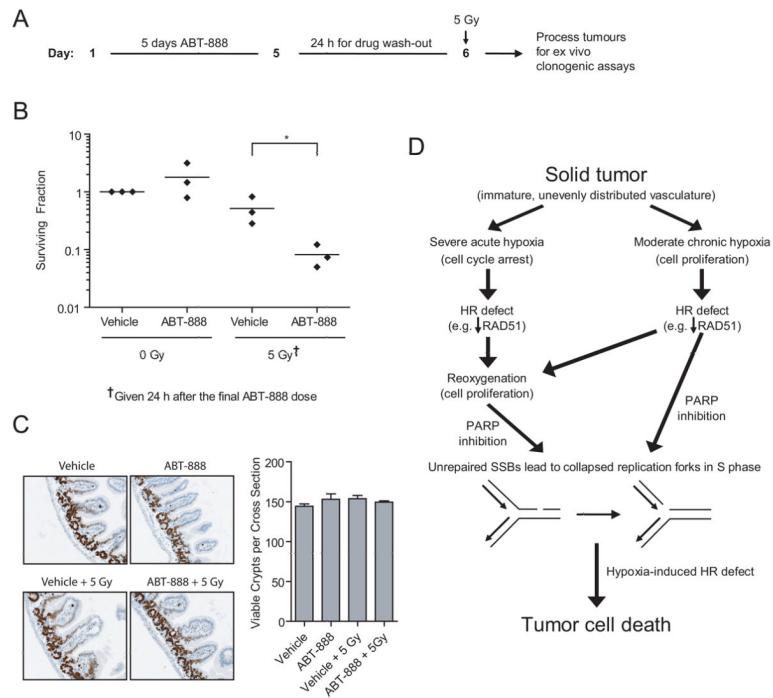 A
5 Gy
Day: 1 5 days ABT-888 5 24 h for drug wash-out 6 Process tumours
for ex vivo
clonogenic assays
B
Surviving Fraction
10
1
0.1
0.01
*
Vehicle ABT-888 Vehicle ABT-888
0 Gy 5 Gy†
†Given 24 h after the final ABT-888 dose
C
Vehicle ABT-888
Vehicle + 5 Gy ABT-888 + 5 Gy
Viable Crypts per Cross Section
200
150
100
50
0
Vehicle
ABT-888
Vehicle + 5 Gy
ABT-888 + 5Gy
D
Solid tumor
(immature, unevenly distributed vasculature)
Severe acute hypoxia Moderate chronic hypoxia
(cell cycle arrest) (cell proliferation)
HR defect HR defect
(e.g. ↓RAD51) (e.g. ↓RAD51)
Reoxygenation
(cell proliferation)
PARP
inhibition
PARP
inhibition
Unrepaired SSBs lead to collapsed replication forks in S phase
Hypoxia-induced HR defect
Tumor cell death